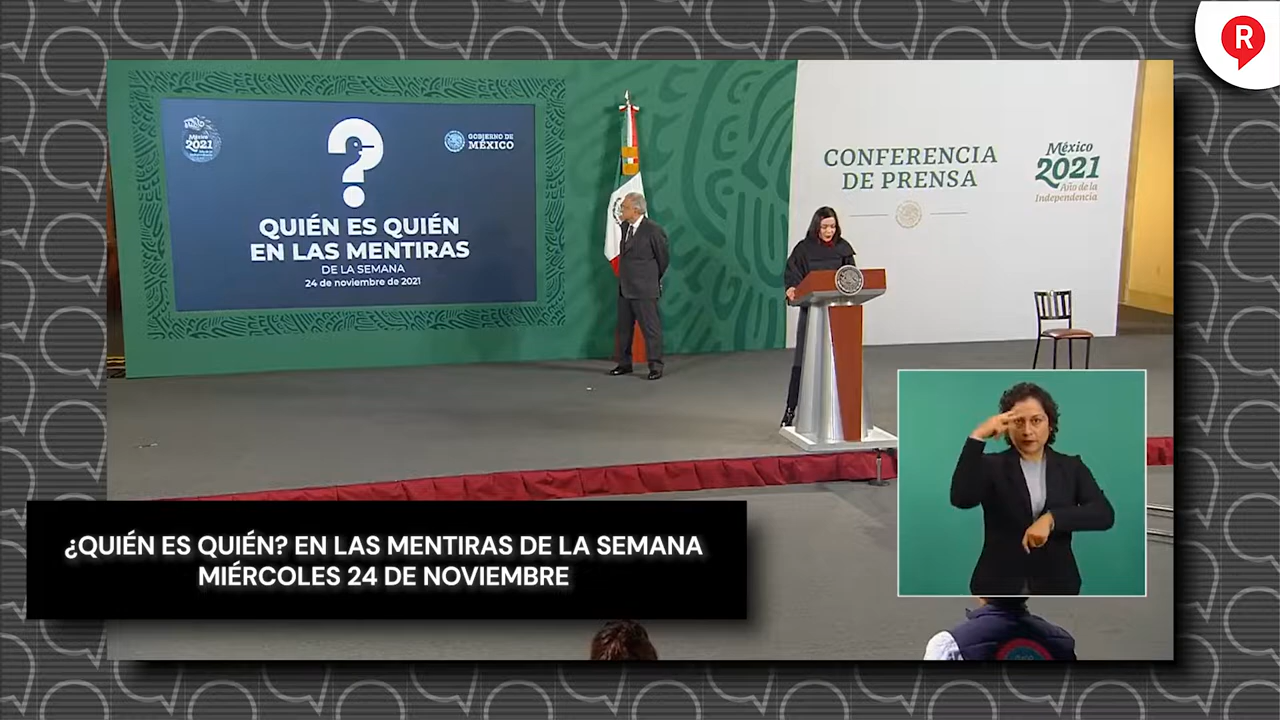 R
México
2021
GOBIERNO DE
MÉXICO
QUIÉN ES QUIÉN
EN LAS MENTIRAS
DE LA SEMANA
24 de noviembre de 2021
CONFERENCIA
DE PRENSA
México
2021
Año de la
Independencia
¿QUIÉN ES QUIÉN? EN LAS MENTIRAS DE LA SEMANA
MIÉRCOLES 24 DE NOVIEMBRE